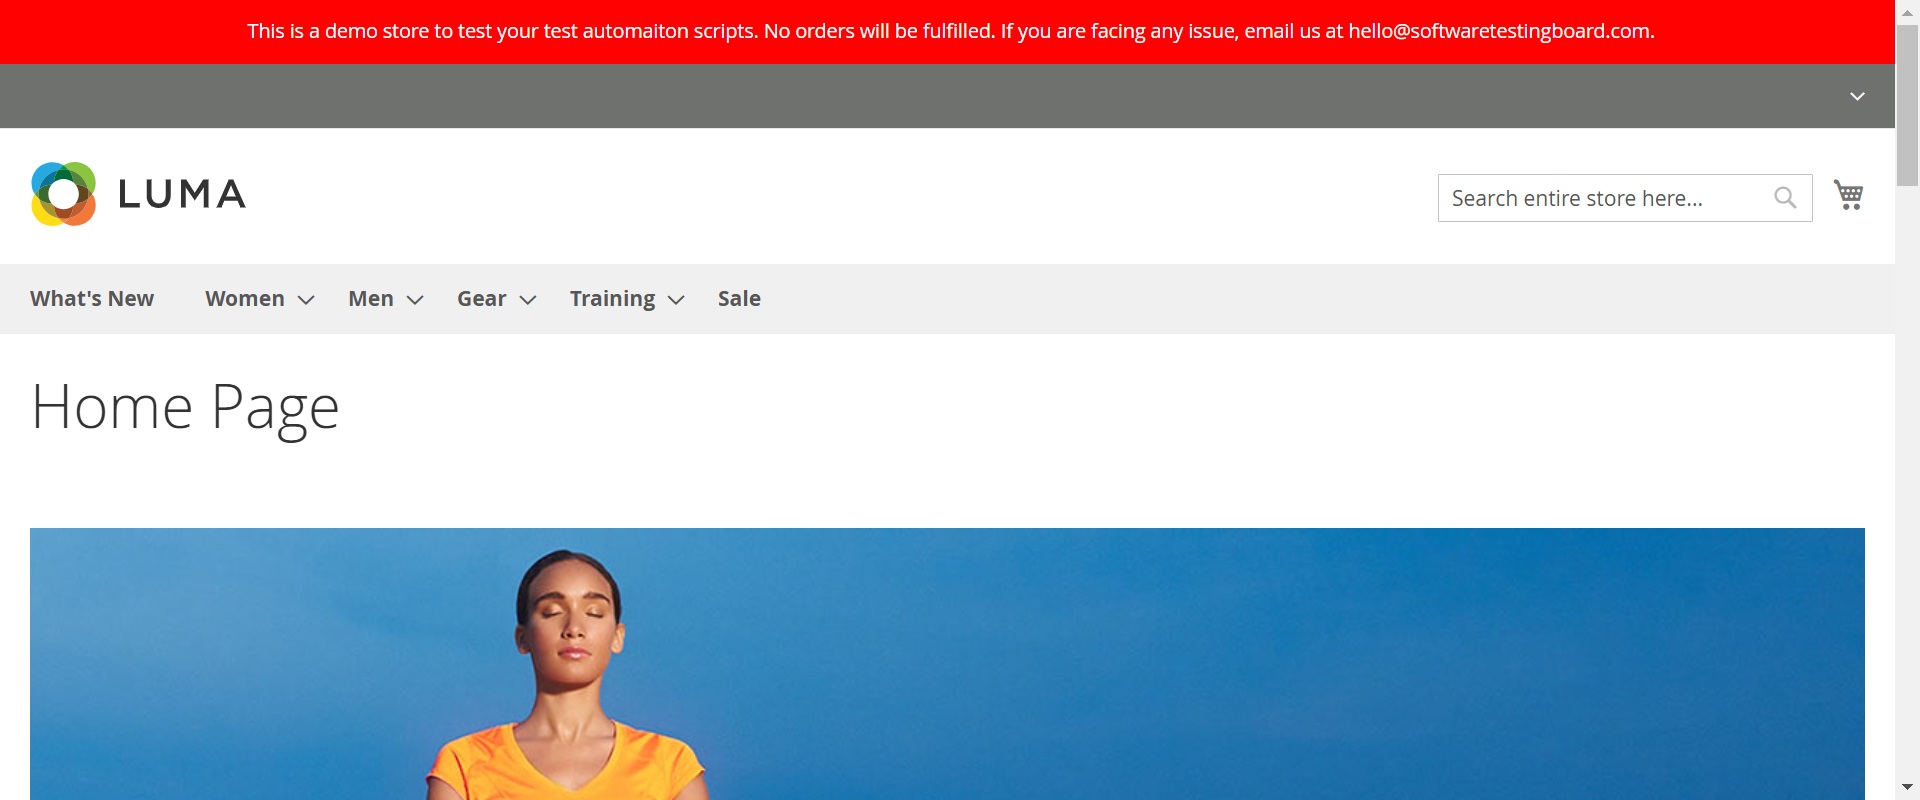 This is a demo store to test your test automaiton scripts. No orders will be fulfilled. If you are facing any issue, email us at hello@softwaretestingboard.com.
LUMA
Search entire store here...
What's New Women Men Gear Training Sale
Home Page